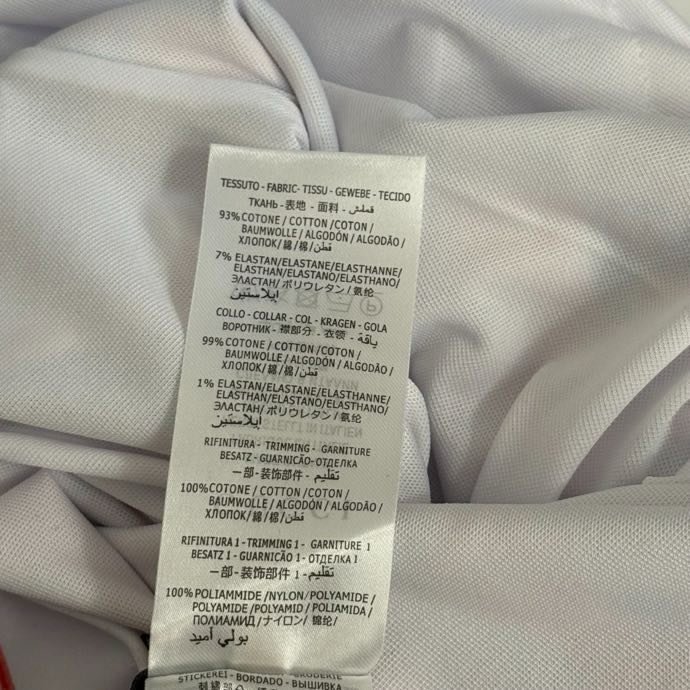 TESSUTO - FABRIC- TISSU - GEWEBE - TECIDO
ТКАНЬ - 表地 - 面料 - قماش
93% COTONE / COTTON /COTON /
BAUMWOLLE / ALGODÓN / ALGODÃO /
ХЛОПОК/綿/棉/قطن
7% ELASTAN/ELASTANE/ELASTHANNE/
ELASTHAN/ELASTANO/ELASTHANO/
ЭЛАСТАН/ ポリウレタン / 氨纶
إيلاستين
COLLO - COLLAR - COL - KRAGEN - GOLA
ВОРОТНИК - 襟部分 - 衣领 - ياقة
99% COTONE / COTTON /COTON /
BAUMWOLLE / ALGODÓN / ALGODÃO /
ХЛОПОК/綿/棉/قطن
1% ELASTAN/ELASTANE/ELASTHANNE/
ELASTHAN/ELASTANO/ELASTHANO/
ЭЛАСТАН/ ポリウレタン / 氨纶
إيلاستين
RIFINITURA - TRIMMING - GARNITURE
BESATZ - GUARNICÃO -ОТДЕЛКА
一部-装饰部件 - تقليم
100%COTONE / COTTON /COTON /
BAUMWOLLE / ALGODÓN / ALGODÃO /
ХЛОПОК/綿/棉/قطن
RIFINITURA 1 - TRIMMING 1 - GARNITURE 1
BESATZ 1 - GUARNICÃO 1 -ОТДЕЛКА 1
一部-装饰部件 1 - تقليم
100% POLIAMMIDE /NYLON/ POLYAMIDE /
POLYAMIDE / POLYAMID / POLIAMIDA /
ПОЛИАМИД / ナイロン/ 锦纶/
بولي أميد
STICKEREI - BORDADO - ВЫШИВКА